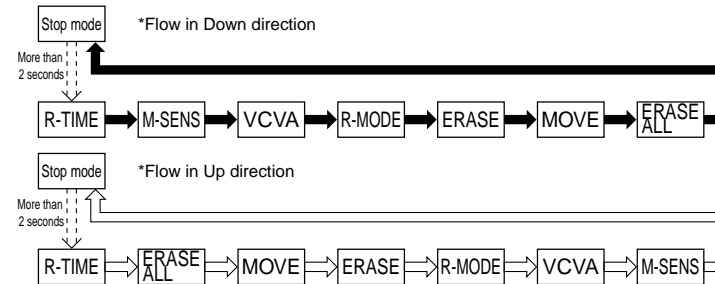 Stop mode
*Flow in Down direction
More than
2 seconds
R-TIME M-SENS VCVA R-MODE ERASE MOVE ERASE
ALL
Stop mode
*Flow in Up direction
More than
2 seconds
R-TIME ERASE
ALL MOVE ERASE R-MODE VCVA M-SENS